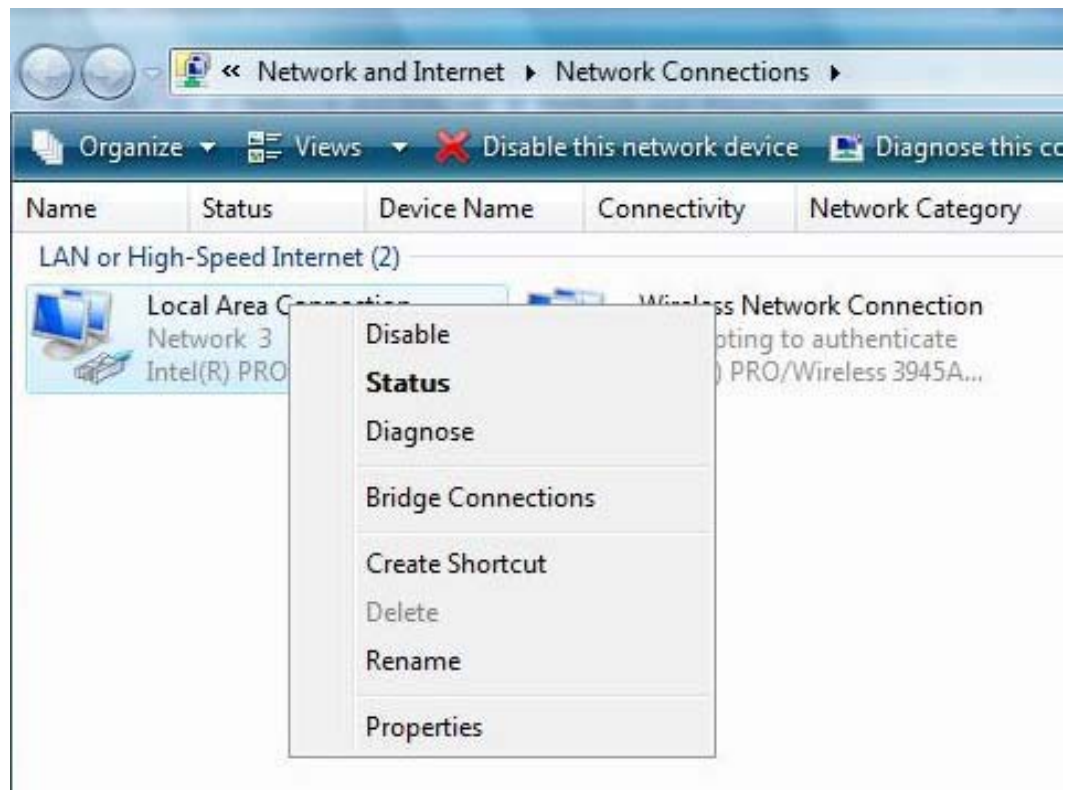 « Network and Internet ▸ Network Connections ▸
Organize Views Disable this network device Diagnose this
Name Status Device Name Connectivity Network Category
LAN or High-Speed Internet (2)
Local Area Wireless Network Connection
Network 3 to authenticate
Intel(R) PRO PRO/Wireless 3945A...
Disable
Status
Diagnose
Bridge Connections
Create Shortcut
Delete
Rename
Properties